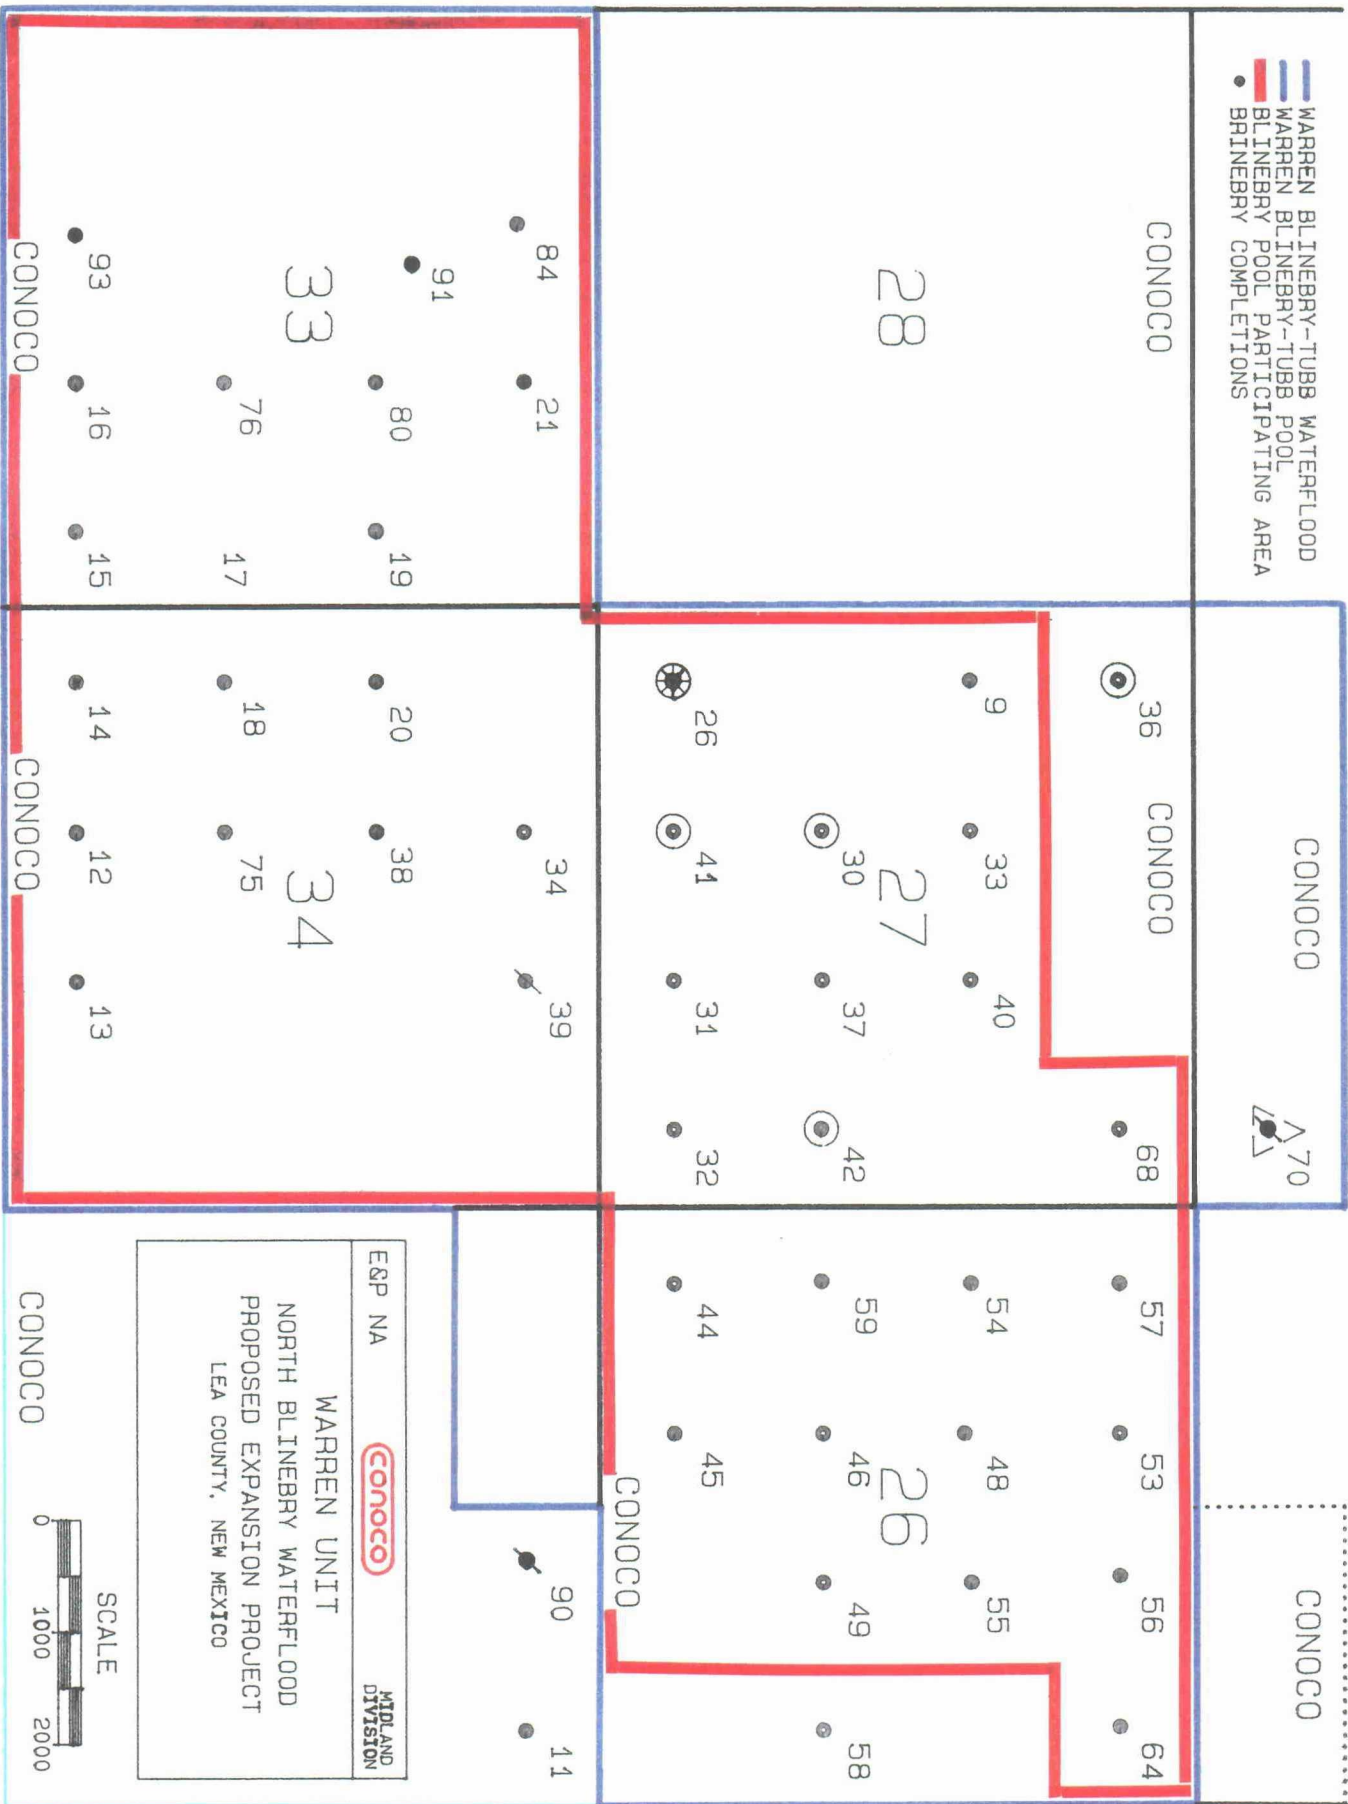 WARREN BLINEBRY-TUBB WATERFLOOD
WARREN BLINEBRY-TUBB POOL
BLINEBRY POOL PARTICIPATING AREA
BRINEBRY COMPLETIONS
CONOCO
70
CONOCO
CONOCO
28
36
CONOCO
68
57
53
56
64
9
33
40
54
48
55
27
26
30
37
42
59
46
49
58
26
41
31
32
44
45
CONOCO
84
21
34
39
90
11
91
33
80
19
20
38
34
76
17
18
75
93
16
15
14
12
13
CONOCO
CONOCO
CONOCO
E&P NA
conoco
MIDLAND
DIVISION
WARREN UNIT
NORTH BLINEBRY WATERFLOOD
PROPOSED EXPANSION PROJECT
LEA COUNTY, NEW MEXICO
SCALE
0 1000 2000